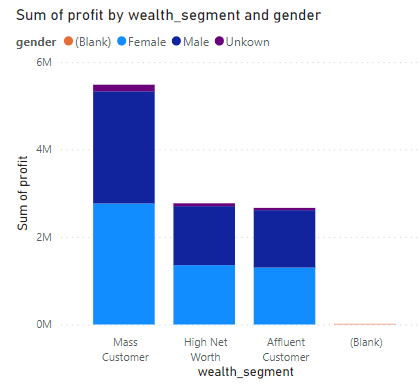 Sum of profit by wealth_segment and gender
gender (Blank) Female Male Unkown
6M
4M
2M
0M
Sum of profit
Mass Customer
High Net Worth
Affluent Customer
(Blank)
wealth_segment